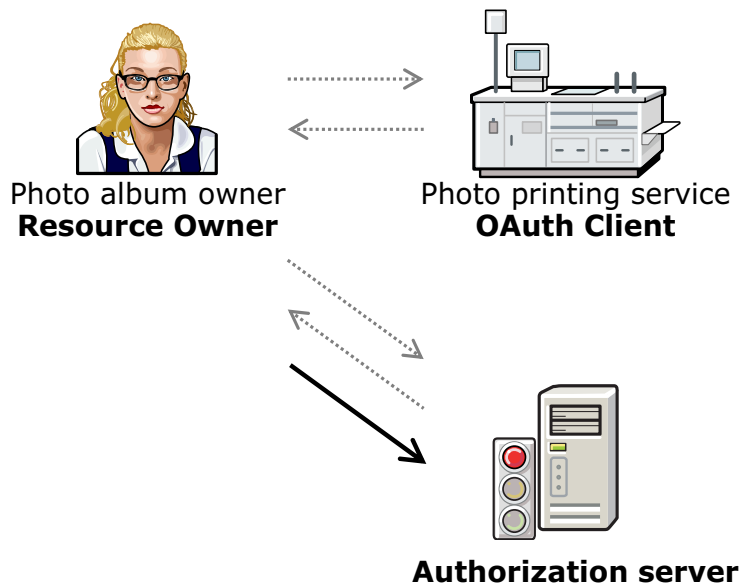 Photo album owner
Resource Owner
Photo printing service
OAuth Client
Authorization server